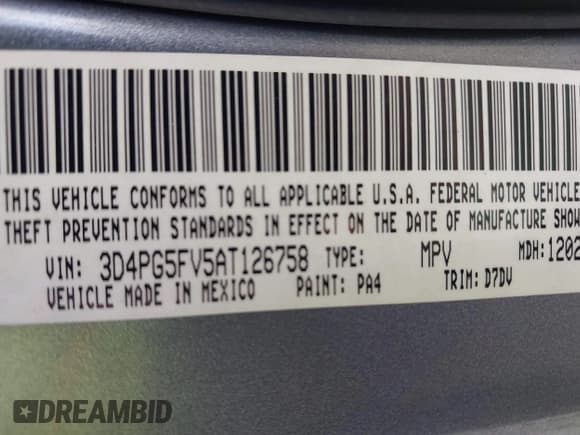 THIS VEHICLE CONFORMS TO ALL APPLICABLE U.S.A. FEDERAL MOTOR VEHICLE
THEFT PREVENTION STANDARDS IN EFFECT ON THE DATE OF MANUFACTURE SHOW
VIN: 3D4PG5FV5AT126758 TYPE: MPV MDH: 1202
VEHICLE MADE IN MEXICO PAINT: PA4 TRIM: D7DV
DREAMBID